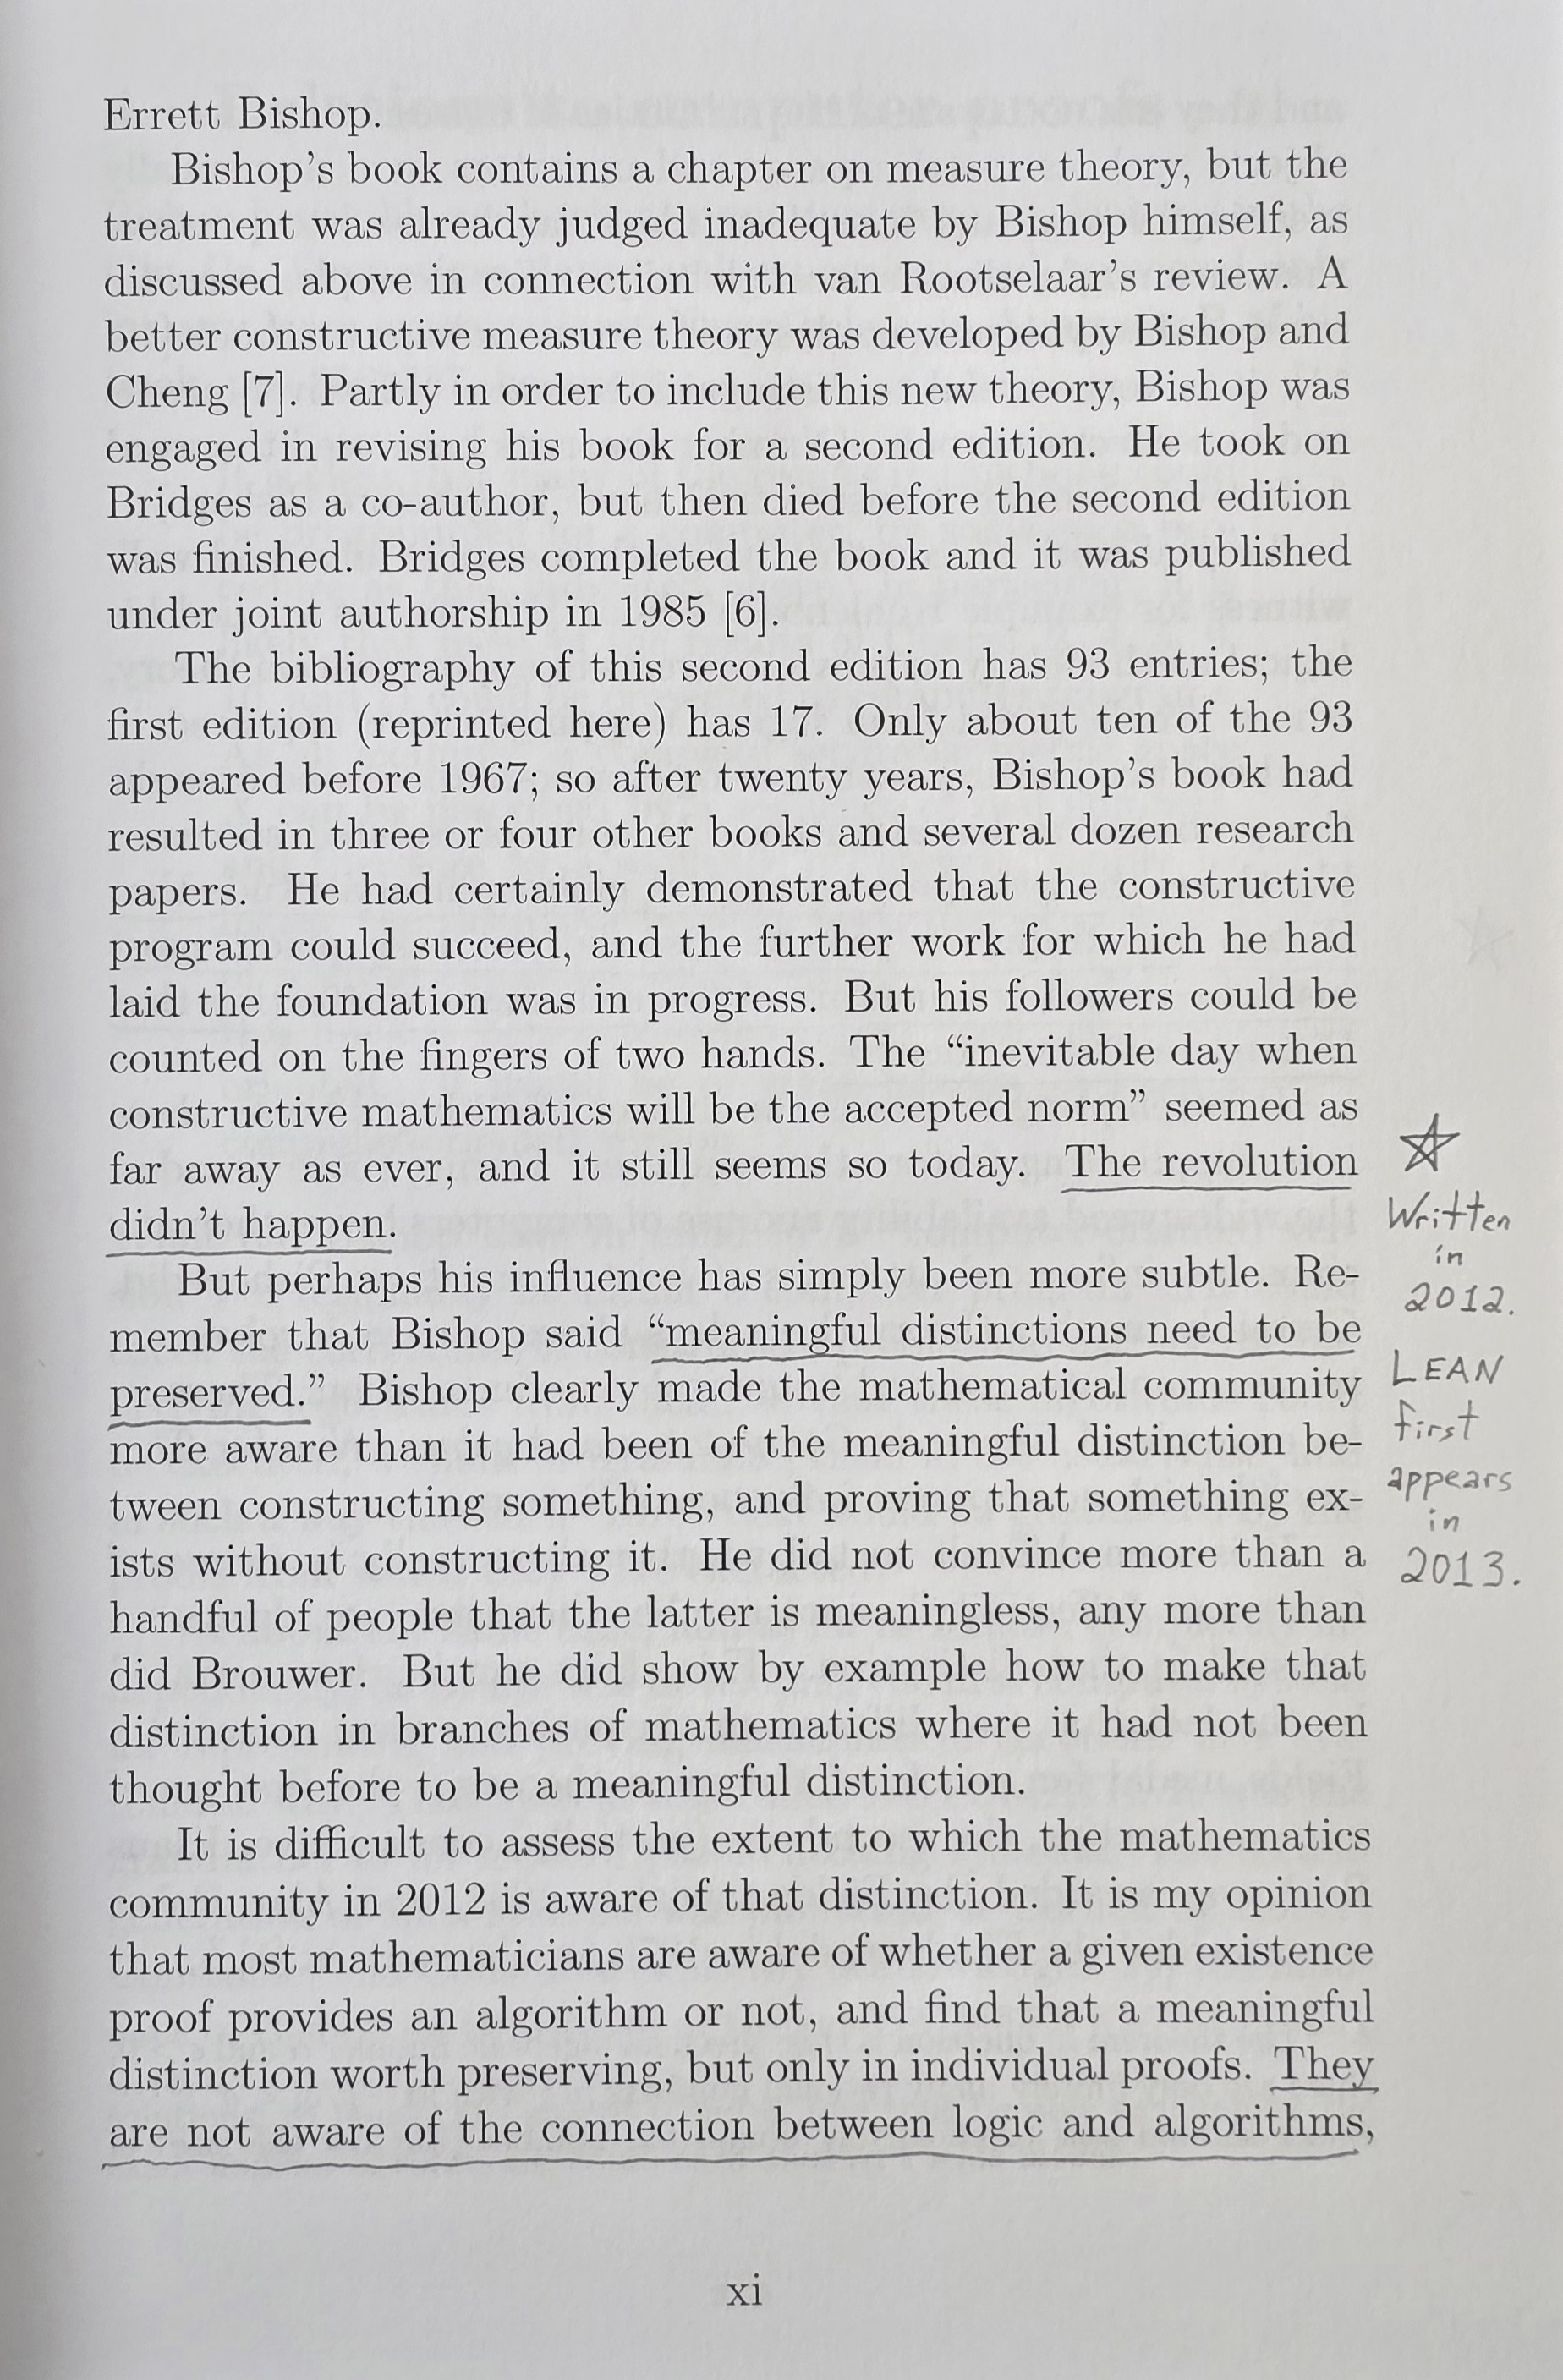 Errett Bishop.
Bishop's book contains a chapter on measure theory, but the
treatment was already judged inadequate by Bishop himself, as
discussed above in connection with van Rootselaar's review. A
better constructive measure theory was developed by Bishop and
Cheng [7]. Partly in order to include this new theory, Bishop was
engaged in revising his book for a second edition. He took on
Bridges as a co-author, but then died before the second edition
was finished. Bridges completed the book and it was published
under joint authorship in 1985 [6].
The bibliography of this second edition has 93 entries; the
first edition (reprinted here) has 17. Only about ten of the 93
appeared before 1967; so after twenty years, Bishop's book had
resulted in three or four other books and several dozen research
papers. He had certainly demonstrated that the constructive
program could succeed, and the further work for which he had
laid the foundation was in progress. But his followers could be
counted on the fingers of two hands. The “inevitable day when
constructive mathematics will be the accepted norm” seemed as
far away as ever, and it still seems so today. The revolution
didn't happen.
But perhaps his influence has simply been more subtle. Re-
member that Bishop said “meaningful distinctions need to be
preserved.” Bishop clearly made the mathematical community
more aware than it had been of the meaningful distinction be-
tween constructing something, and proving that something ex-
ists without constructing it. He did not convince more than a
handful of people that the latter is meaningless, any more than
did Brouwer. But he did show by example how to make that
distinction in branches of mathematics where it had not been
thought before to be a meaningful distinction.
It is difficult to assess the extent to which the mathematics
community in 2012 is aware of that distinction. It is my opinion
that most mathematicians are aware of whether a given existence
proof provides an algorithm or not, and find that a meaningful
distinction worth preserving, but only in individual proofs. They
are not aware of the connection between logic and algorithms,
xi
Written
in
2012.
LEAN
first
appears
in
2013.